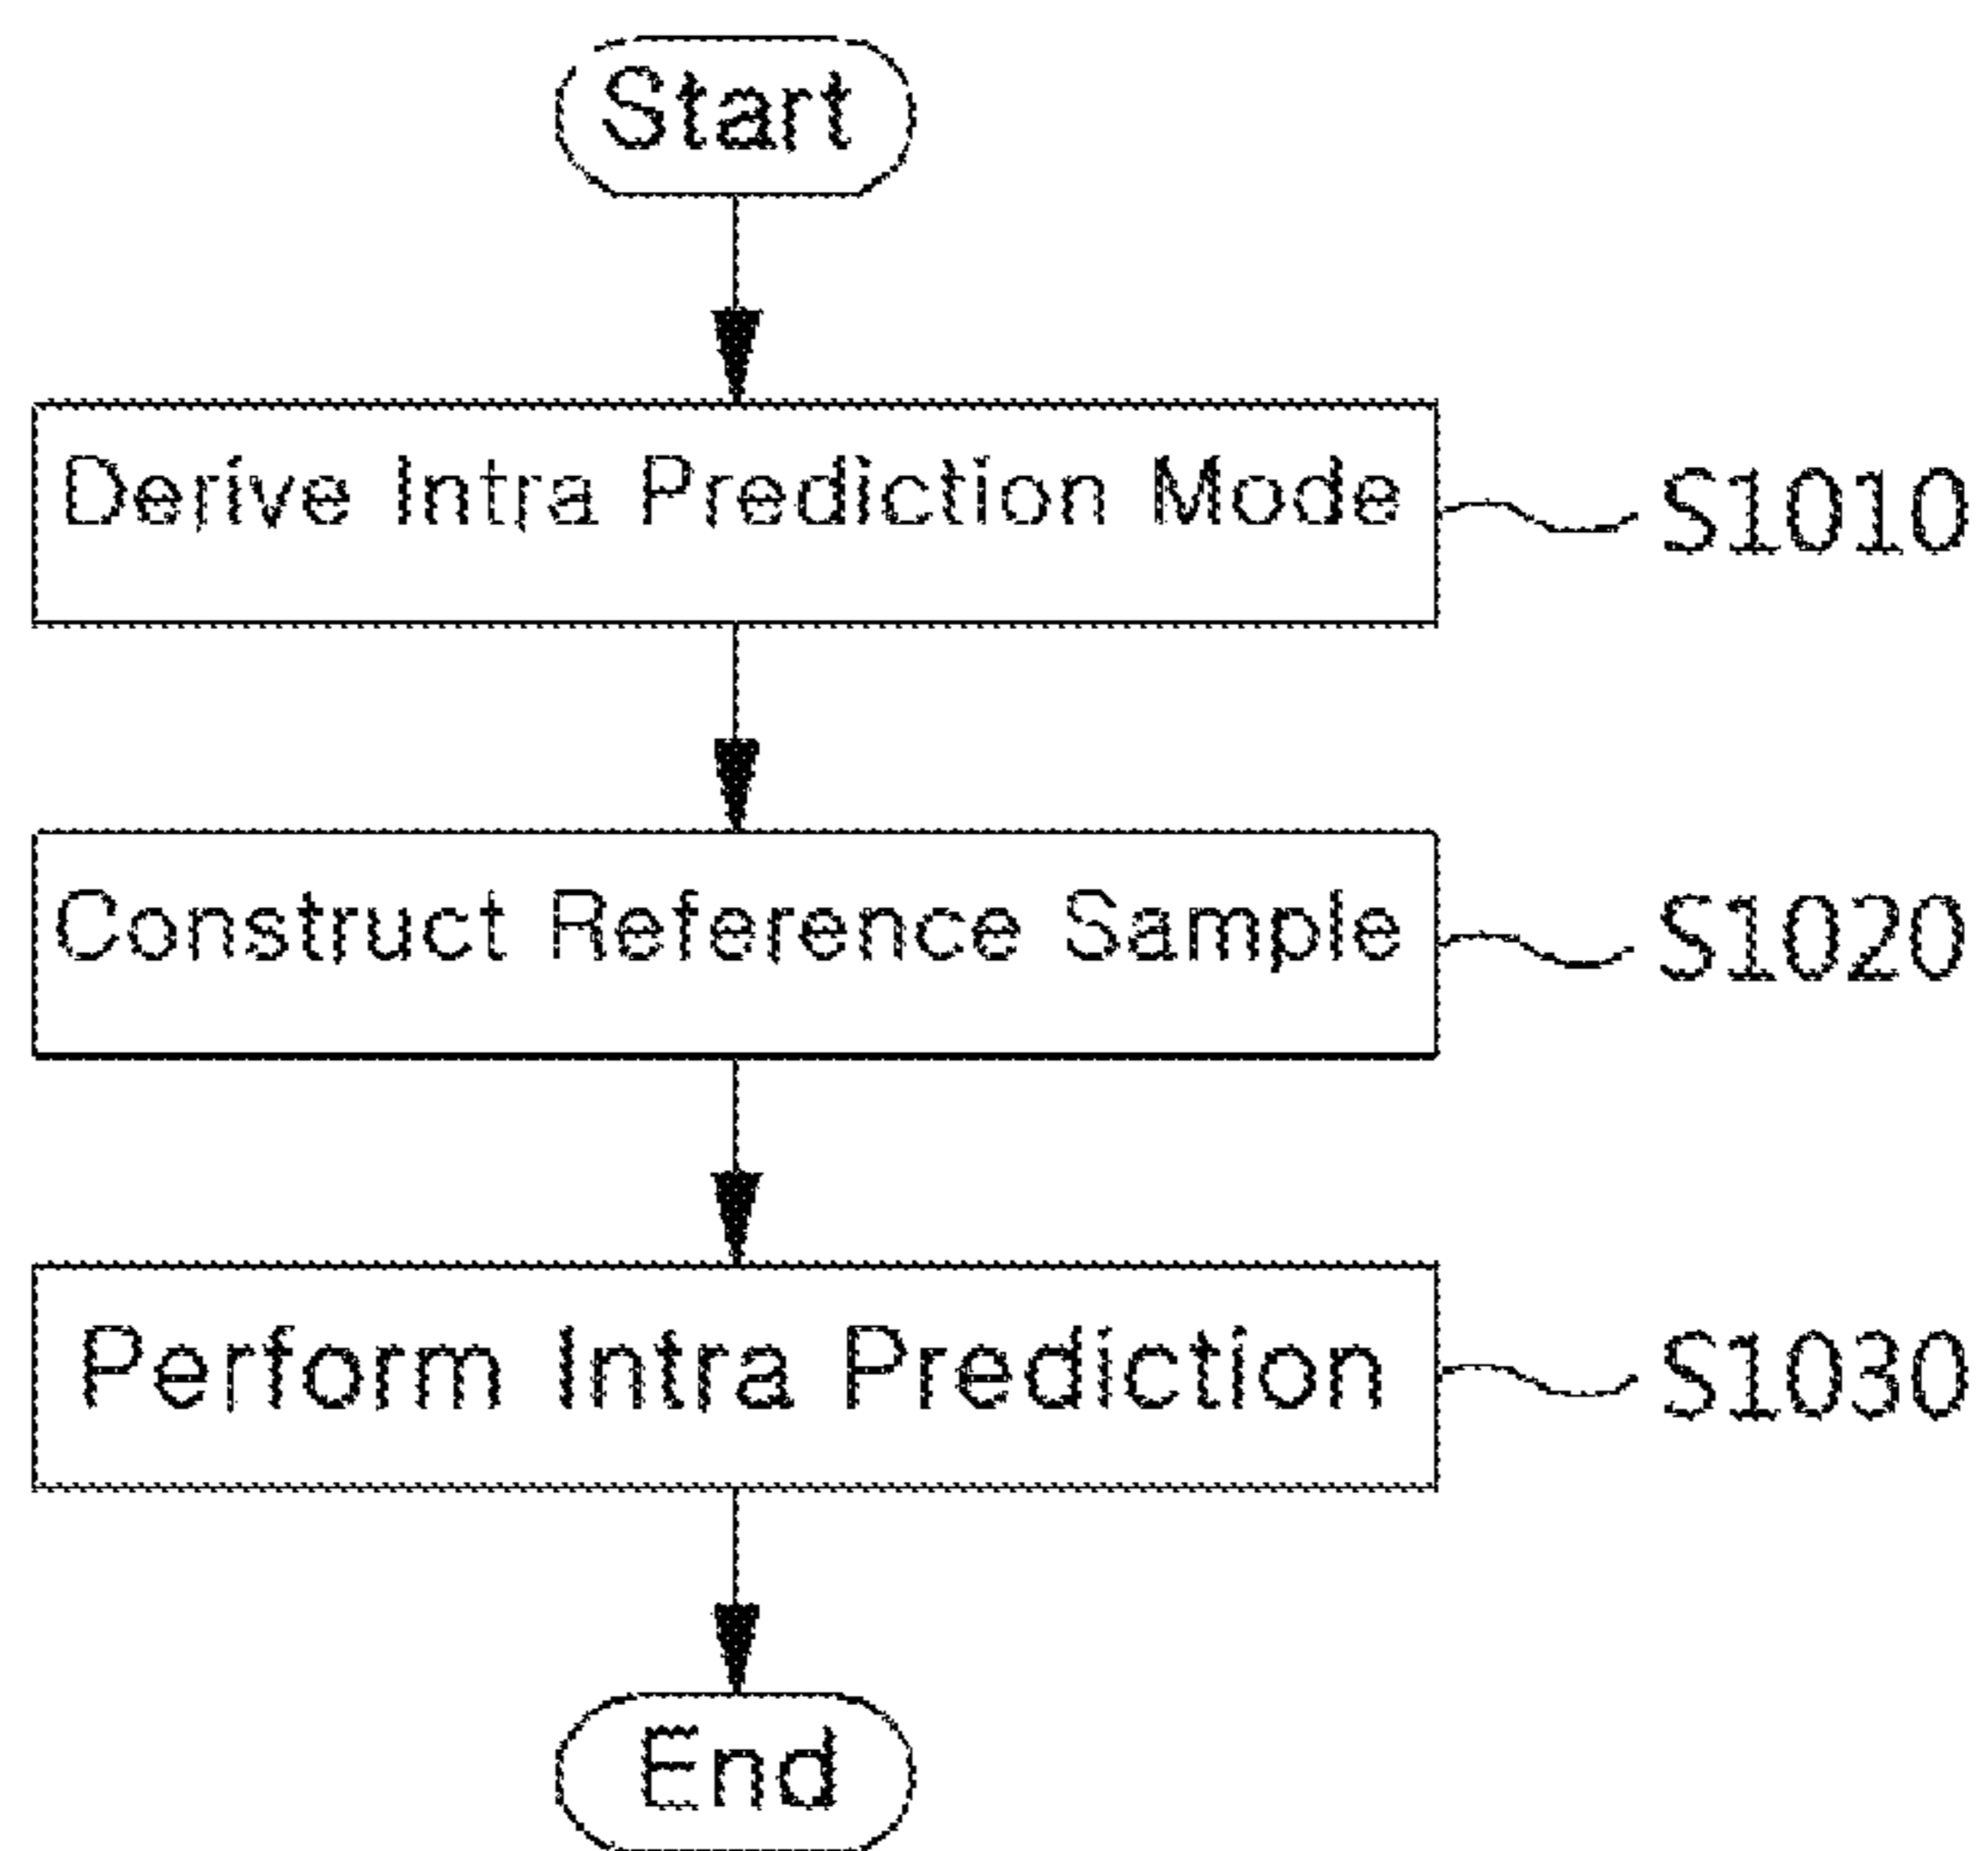 Start
Derive Intra Prediction Mode
S1010
Construct Reference Sample
S1020
Perform Intra Prediction
S1030
End